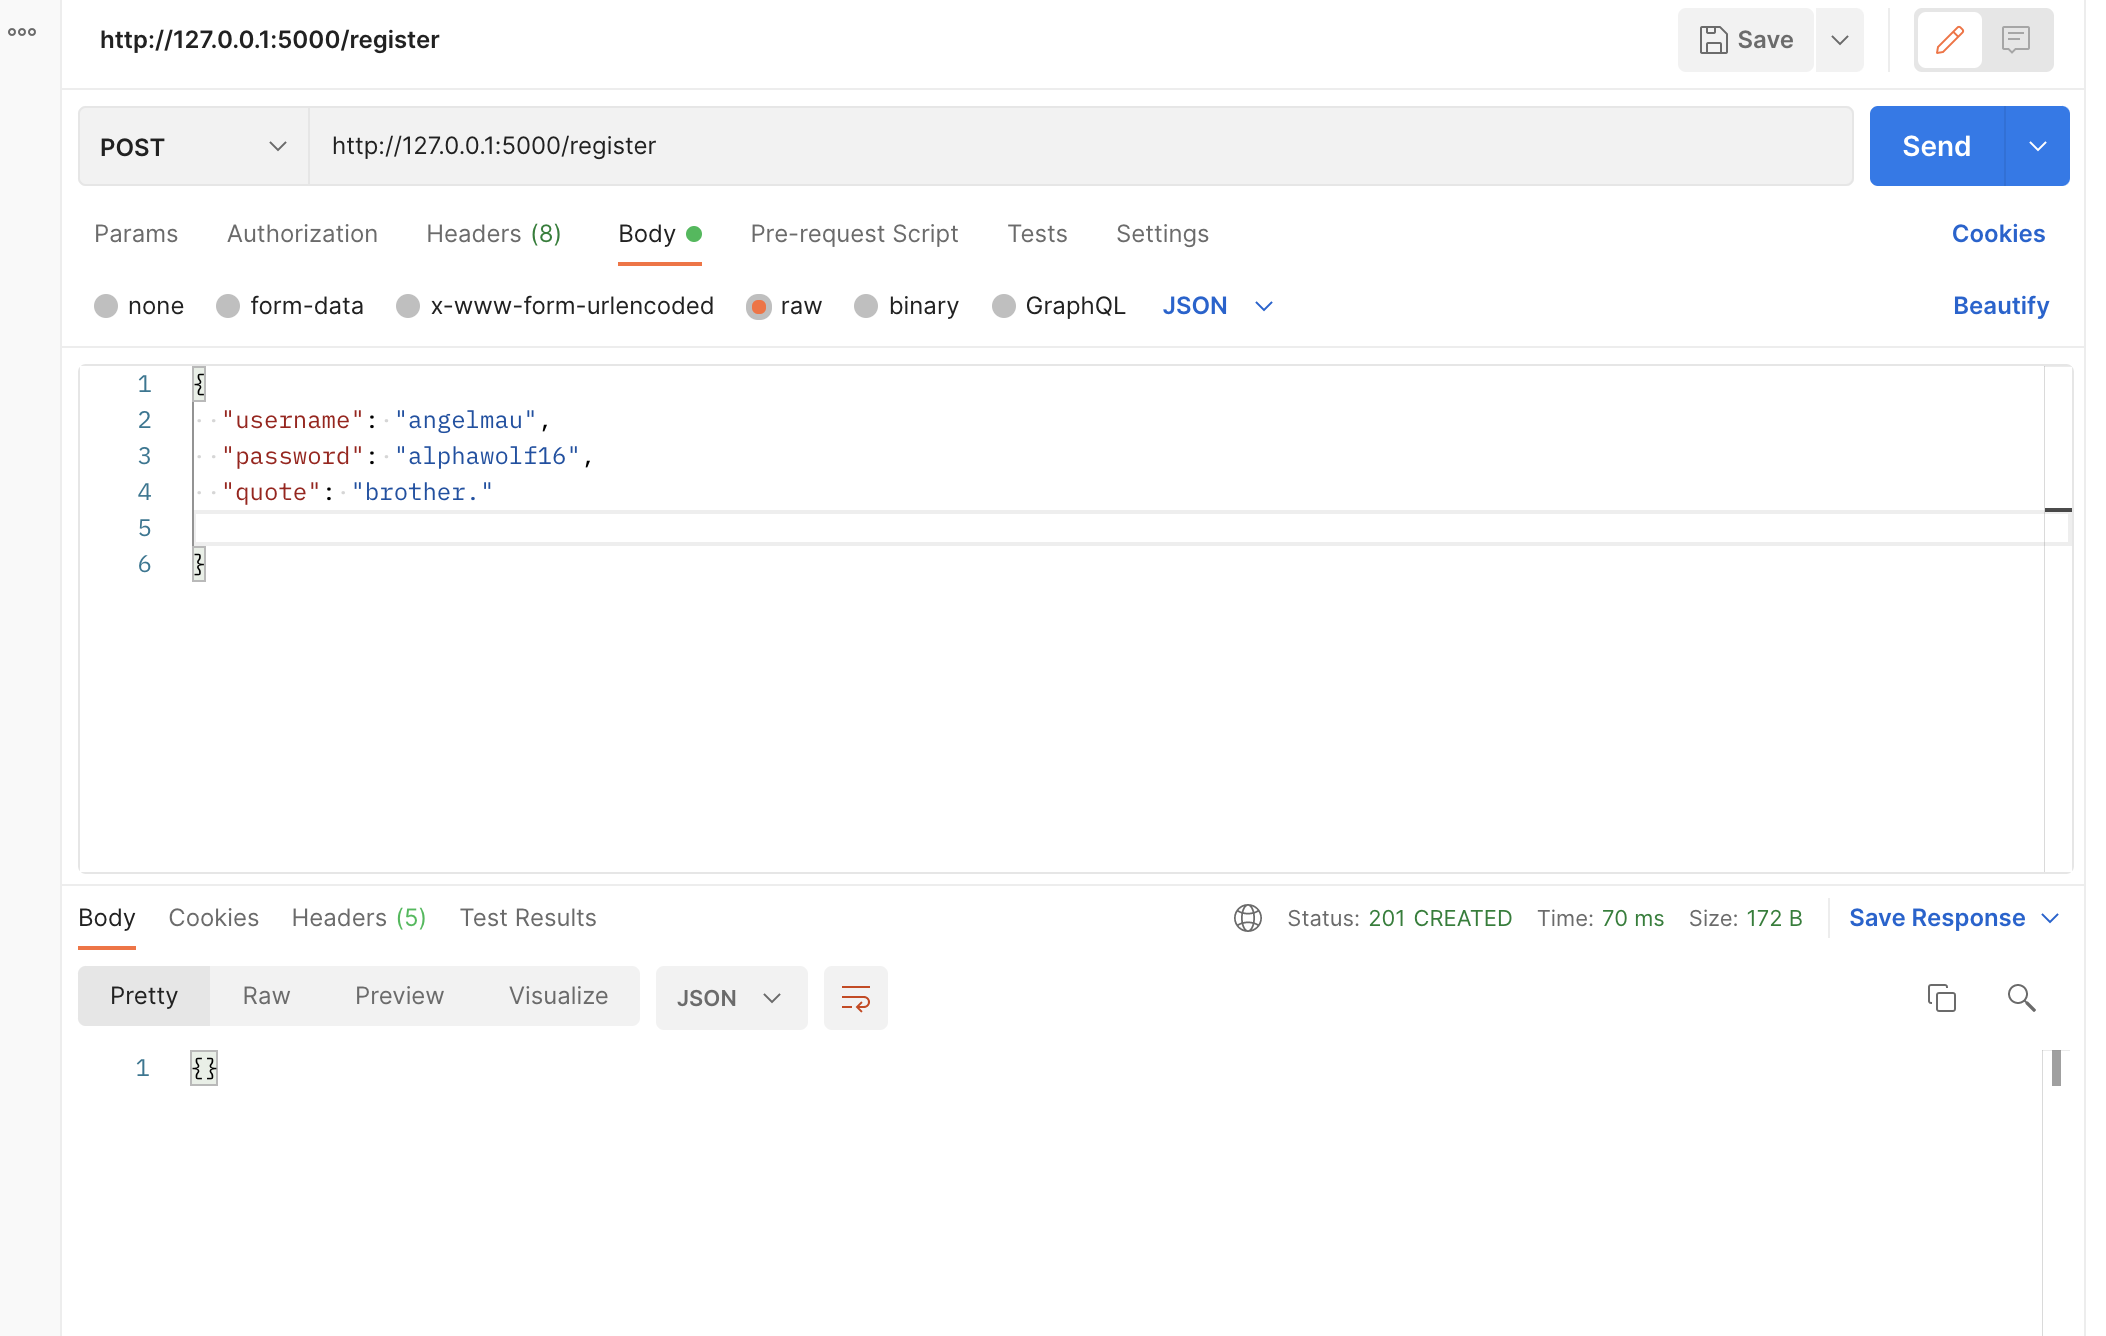 http://127.0.0.1:5000/register Save
POST http://127.0.0.1:5000/register Send
Params Authorization Headers (8) Body Pre-request Script Tests Settings Cookies
none form-data x-www-form-urlencoded raw binary GraphQL JSON Beautify
1 {
2 "username": "angelmau",
3 "password": "alphawolf16",
4 "quote": "brother."
5
6 }
Body Cookies Headers (5) Test Results Status: 201 CREATED Time: 70 ms Size: 172 B Save Response
Pretty Raw Preview Visualize JSON
1 {}